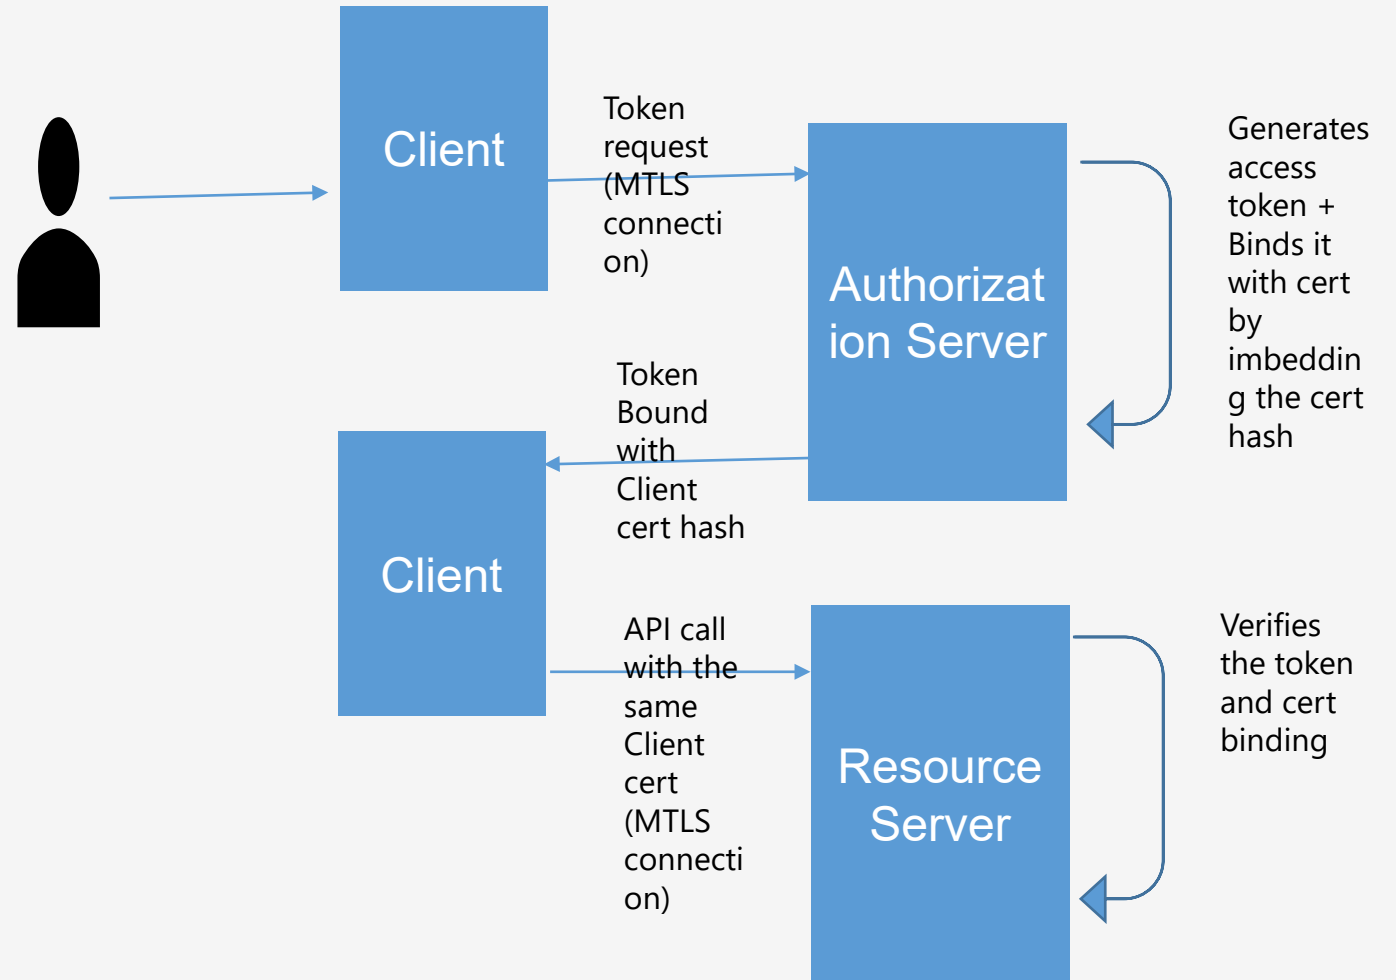 Client
Token
request
(MTLS
connecti
on)
Authorizat
ion Server
Generates
access
token +
Binds it
with cert
by
imbeddin
g the cert
hash
Token
Bound
with
Client
cert hash
Client
API call
with the
same
Client
cert
(MTLS
connecti
on)
Resource
Server
Verifies
the token
and cert
binding